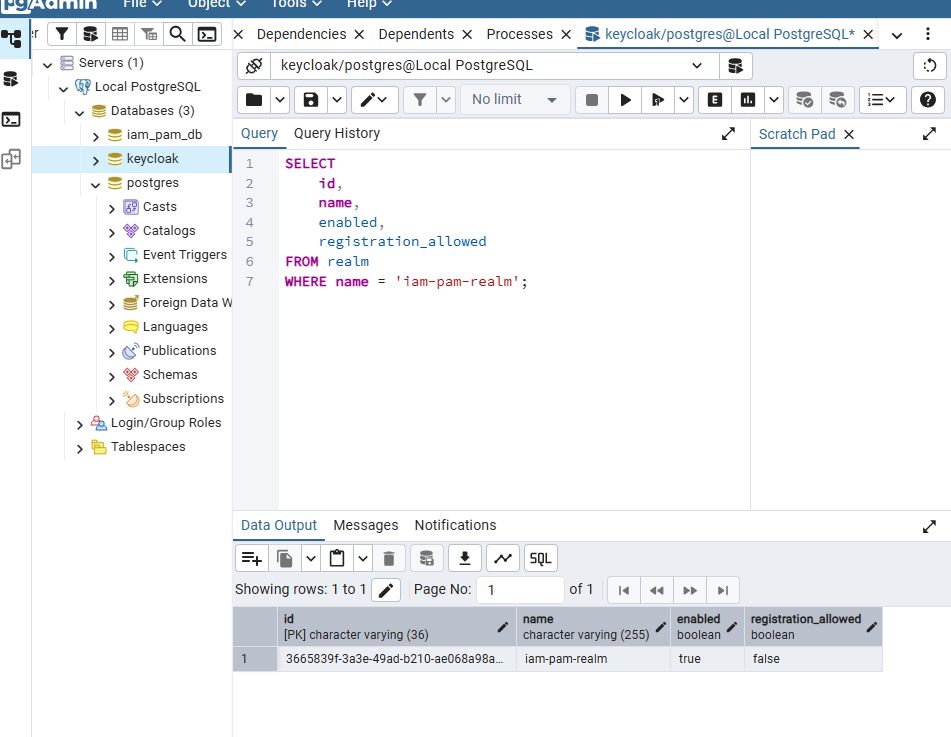 pgAdmin File Object Tools Help
er Dependencies Dependents Processes keycloak/postgres@Local PostgreSQL*
Servers (1)
Local PostgreSQL
Databases (3)
iam_pam_db
keycloak
postgres
Casts
Catalogs
Event Triggers
Extensions
Foreign Data W
Languages
Publications
Schemas
Subscriptions
Login/Group Roles
Tablespaces
keycloak/postgres@Local PostgreSQL
No limit E
Query Query History Scratch Pad
1 SELECT
2 id,
3 name,
4 enabled,
5 registration_allowed
6 FROM realm
7 WHERE name = 'iam-pam-realm';
Data Output Messages Notifications
SQL
Showing rows: 1 to 1 Page No: 1 of 1
id name enabled registration_allowed
[PK] character varying (36) character varying (255) boolean boolean
1 3665839f-3a3e-49ad-b210-ae068a98a... iam-pam-realm true false